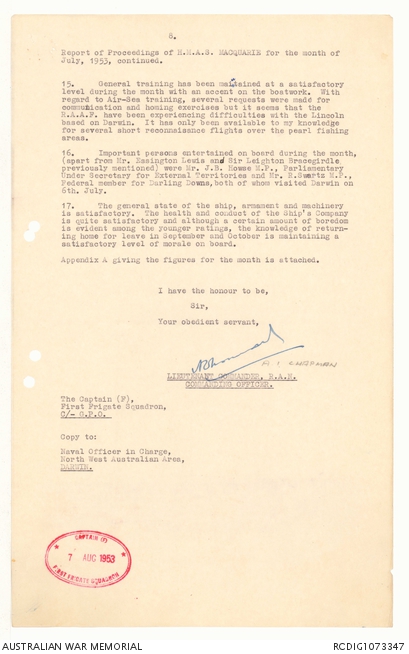 8.
Report of Proceedings of H.M.A.S. MACQUARIE for the month of
July, 1953, continued.
15. General training has been maintained at a satisfactory
level during the month with an accent on the boatwork. With
regard to Air-Sea training, several requests were made for
communication and homing exercises but it seems that the
R.A.A.F. have been experiencing difficulties with the Lincoln
based on Darwin. It has only been available to my knowledge
for several short reconnaisance flights over the pearl fishing
areas.
16. Important persons entertained on board during the month,
(apart from Mr. Essington Lewis and Sir Leighton Bracegirdle
previously mentioned) were Mr. J.B. Howse M.P., Parliamentary
Under Secretary for External Territories and Mr. R.Swartz M.P.,
Federal member for Darling Downs, both of whom visited Darwin on
6th. July.
17. The general state of the ship, armament and machinery
is satisfactory. The health and conduct of the Ship's Company
is quite satisfactory and although a certain amount of boredom
is evident among the younger ratings, the knowledge of return-
ing home for leave in September and October is maintaining a
satisfactory level of morale on board.
Appendix A giving the figures for the month is attached.
I have the honour to be,
Sir,
Your obedient servant,
CHAPMAN
LIEUTENANT COMMANDER, R.A.N.
COMMANDING OFFICER.
The Captain (F),
First Frigate Squadron,
C/- G.P.O.
Copy to:
Naval Officer in Charge,
North West Australian Area,
DARWIN.
CAPTAIN (F)
7 AUG 1953
FIRST FRIGATE SQUADRON
AUSTRALIAN WAR MEMORIAL
RCDIG1073347